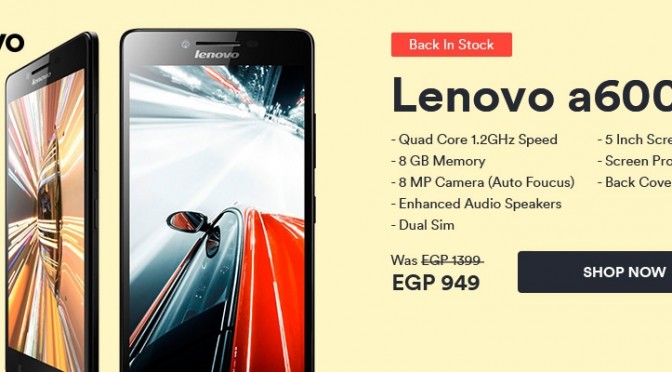 vo
lenovo
lenovo
Back In Stock
Lenovo a600
- Quad Core 1.2GHz Speed
- 8 GB Memory
- 8 MP Camera (Auto Foucus)
- Enhanced Audio Speakers
- Dual Sim
- 5 Inch Scre
- Screen Pro
- Back Cove
Was EGP 1399
EGP 949
SHOP NOW